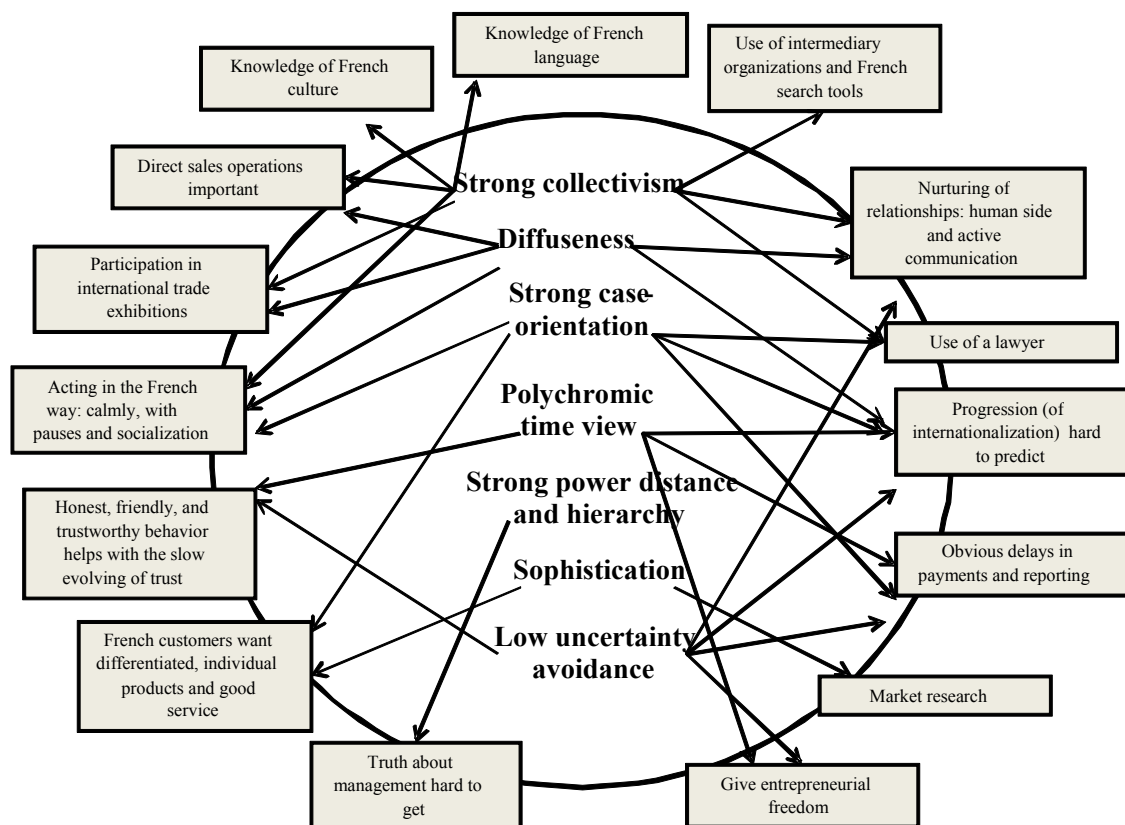 Knowledge of French
language
Use of intermediary
organizations and French
search tools
Knowledge of French
culture
Direct sales operations
important
Strong collectivism
Nurturing of
relationships: human side
and active
communication
Diffuseness
Participation in
international trade
exhibitions
Strong case-
orientation
Use of a lawyer
Acting in the French
way: calmly, with
pauses and socialization
Polychromic
time view
Progression (of
internationalization) hard
to predict
Strong power distance
and hierarchy
Honest, friendly, and
trustworthy behavior
helps with the slow
evolving of trust
Obvious delays in
payments and reporting
Sophistication
French customers want
differentiated, individual
products and good
service
Low uncertainty
avoidance
Market research
Truth about
management hard to
get
Give entrepreneurial
freedom